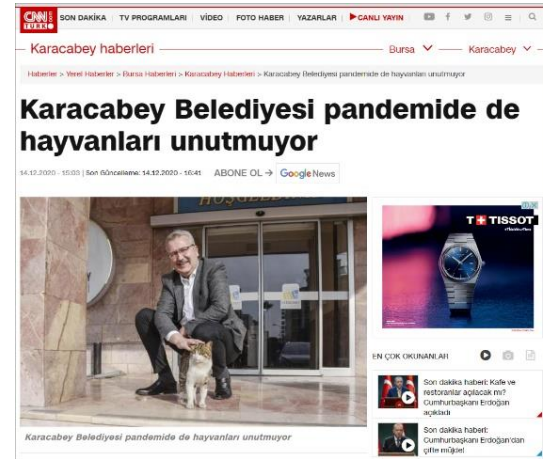 CNN TÜRK SON DAKİKA TV PROGRAMLARI VİDEO FOTO HABER YAZARLAR CANLI YAYIN
Karacabey haberleri Bursa Karacabey
Haberler > Yerel Haberler > Bursa Haberleri > Karacabey Haberleri > Karacabey Belediyesi pandemide de hayvanları unutmuyor
Karacabey Belediyesi pandemide de
hayvanları unutmuyor
14.12.2020 - 15:03 | Son Güncelleme: 14.12.2020 - 16:41 ABONE OL → Google News
HOŞGELDİNİZ
T+ TISSOT
EN ÇOK OKUNANLAR
Son dakika haberi: Kafe ve
restoranlar açılacak mı?
Cumhurbaşkanı Erdoğan
açıkladı
Son dakika haberi:
Cumhurbaşkanı Erdoğan'dan
çifte müjde!
Karacabey Belediyesi pandemide de hayvanları unutmuyor